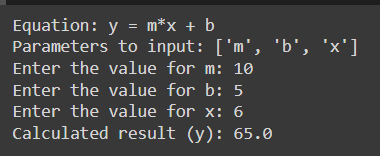 Equation: y = m*x + b
Parameters to input: ['m', 'b', 'x']
Enter the value for m: 10
Enter the value for b: 5
Enter the value for x: 6
Calculated result (y): 65.0